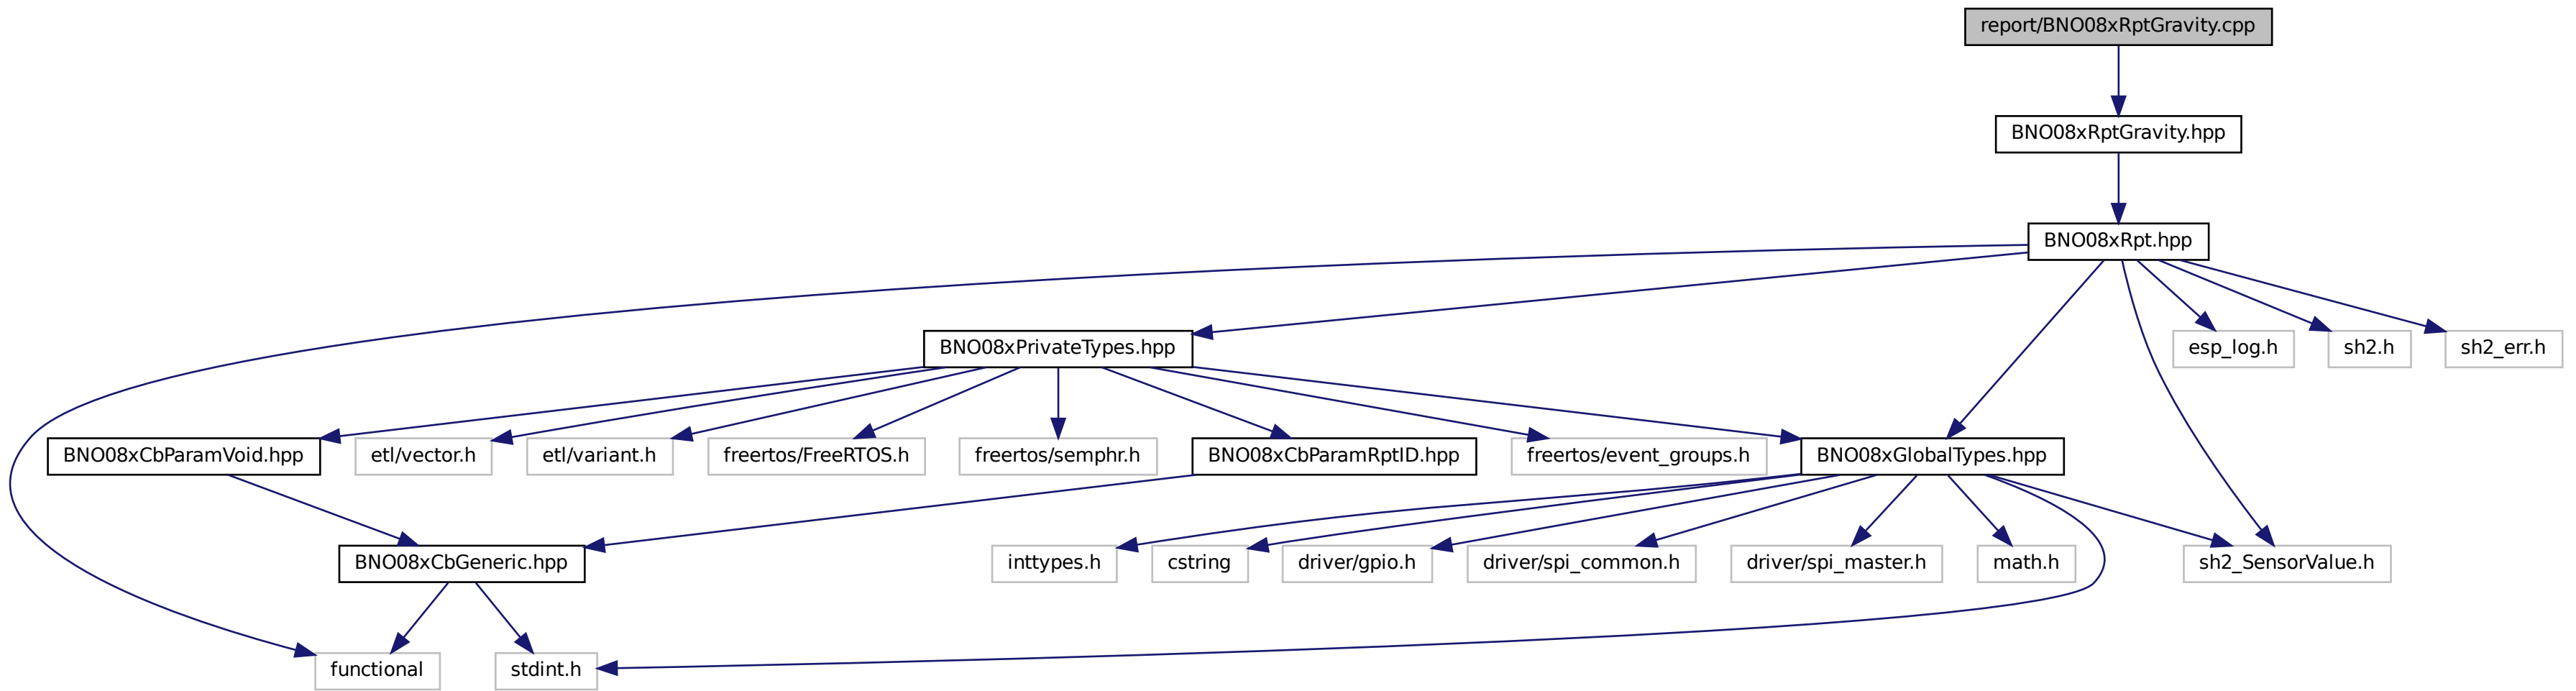 report/BNO08xRptGravity.cpp
BNO08xRptGravity.hpp
BNO08xRpt.hpp
BNO08xPrivateTypes.hpp
esp_log.h
sh2.h
sh2_err.h
BNO08xCbParamVoid.hpp
etl/vector.h
etl/variant.h
freertos/FreeRTOS.h
freertos/semphr.h
BNO08xCbParamRptID.hpp
freertos/event_groups.h
BNO08xGlobalTypes.hpp
BNO08xCbGeneric.hpp
inttypes.h
cstring
driver/gpio.h
driver/spi_common.h
driver/spi_master.h
math.h
sh2_SensorValue.h
functional
stdint.h